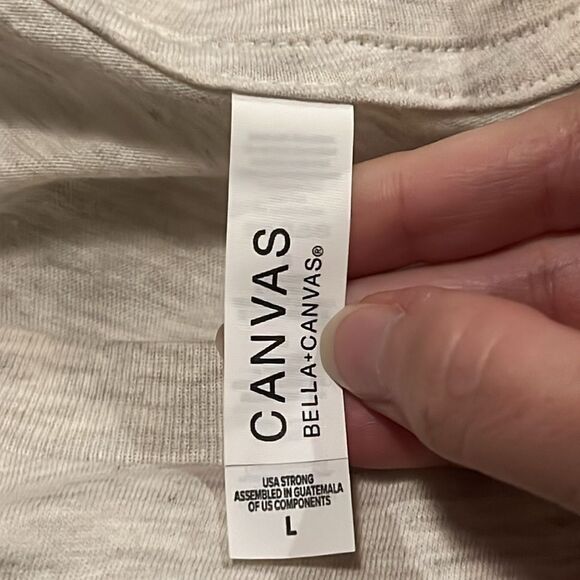 CANVAS
BELLA+CANVAS®
USA STRONG
ASSEMBLED IN GUATEMALA
OF US COMPONENTS
L